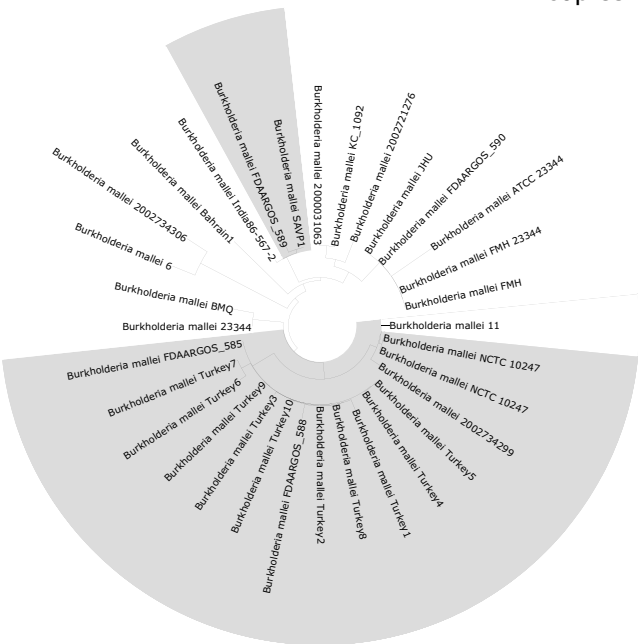 Burkholderia mallei FDAARGOS_589
Burkholderia mallei SAVP1
Burkholderia mallei 2000031063
Burkholderia mallei KC_1092
Burkholderia mallei 2002721276
Burkholderia mallei JHU
Burkholderia mallei FDAARGOS_590
Burkholderia mallei ATCC 23344
Burkholderia mallei FMH 23344
Burkholderia mallei FMH
Burkholderia mallei 11
Burkholderia mallei NCTC 10247
Burkholderia mallei NCTC 10247
Burkholderia mallei 2002734299
Burkholderia mallei Turkey5
Burkholderia mallei Turkey4
Burkholderia mallei Turkey1
Burkholderia mallei Turkey8
Burkholderia mallei Turkey2
Burkholderia mallei FDAARGOS_588
Burkholderia mallei Turkey10
Burkholderia mallei Turkey3
Burkholderia mallei Turkey9
Burkholderia mallei Turkey6
Burkholderia mallei Turkey7
Burkholderia mallei FDAARGOS_585
Burkholderia mallei 23344
Burkholderia mallei BMQ
Burkholderia mallei 6
Burkholderia mallei 2002734306
Burkholderia mallei Bahrain1
Burkholderia mallei India86-567-2